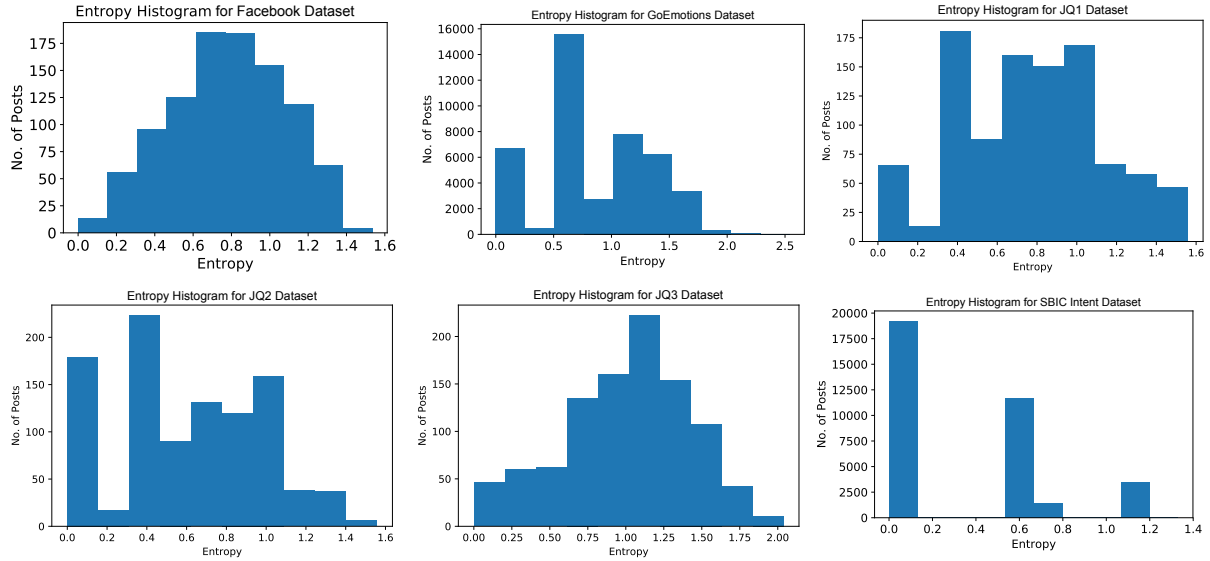 Entropy Histogram for Facebook Dataset
No. of Posts
175
150
125
100
75
50
25
0
0.0 0.2 0.4 0.6 0.8 1.0 1.2 1.4 1.6
Entropy
Entropy Histogram for GoEmotions Dataset
No. of Posts
16000
14000
12000
10000
8000
6000
4000
2000
0
0.0 0.5 1.0 1.5 2.0 2.5
Entropy
Entropy Histogram for JQ1 Dataset
No. of Posts
175
150
125
100
75
50
25
0
0.0 0.2 0.4 0.6 0.8 1.0 1.2 1.4 1.6
Entropy
Entropy Histogram for JQ2 Dataset
No. of Posts
200
150
100
50
0
0.0 0.2 0.4 0.6 0.8 1.0 1.2 1.4 1.6
Entropy
Entropy Histogram for JQ3 Dataset
No. of Posts
200
150
100
50
0
0.00 0.25 0.50 0.75 1.00 1.25 1.50 1.75 2.00
Entropy
Entropy Histogram for SBIC Intent Dataset
No. of Posts
20000
17500
15000
12500
10000
7500
5000
2500
0
0.0 0.2 0.4 0.6 0.8 1.0 1.2 1.4
Entropy